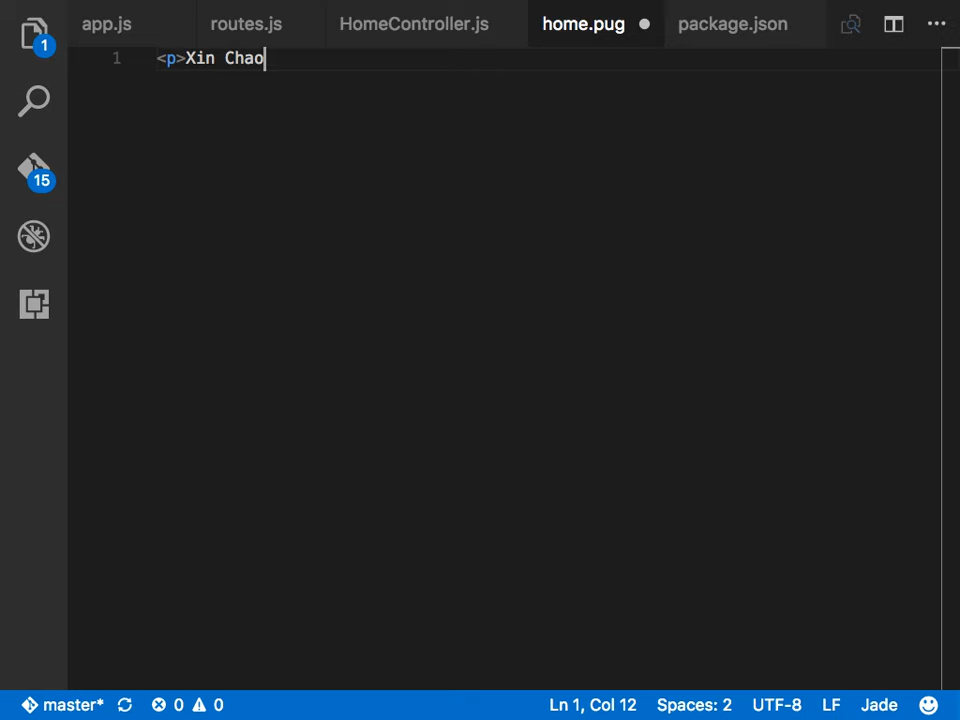 app.js routes.js HomeController.js home.pug package.json
1
1 <p>Xin Chao
15
master* 0 0 Ln 1, Col 12 Spaces: 2 UTF-8 LF Jade